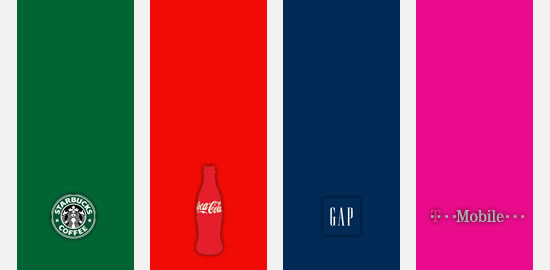 STARBUCKS
COFFEE
Coca-Cola
GAP
T··Mobile···